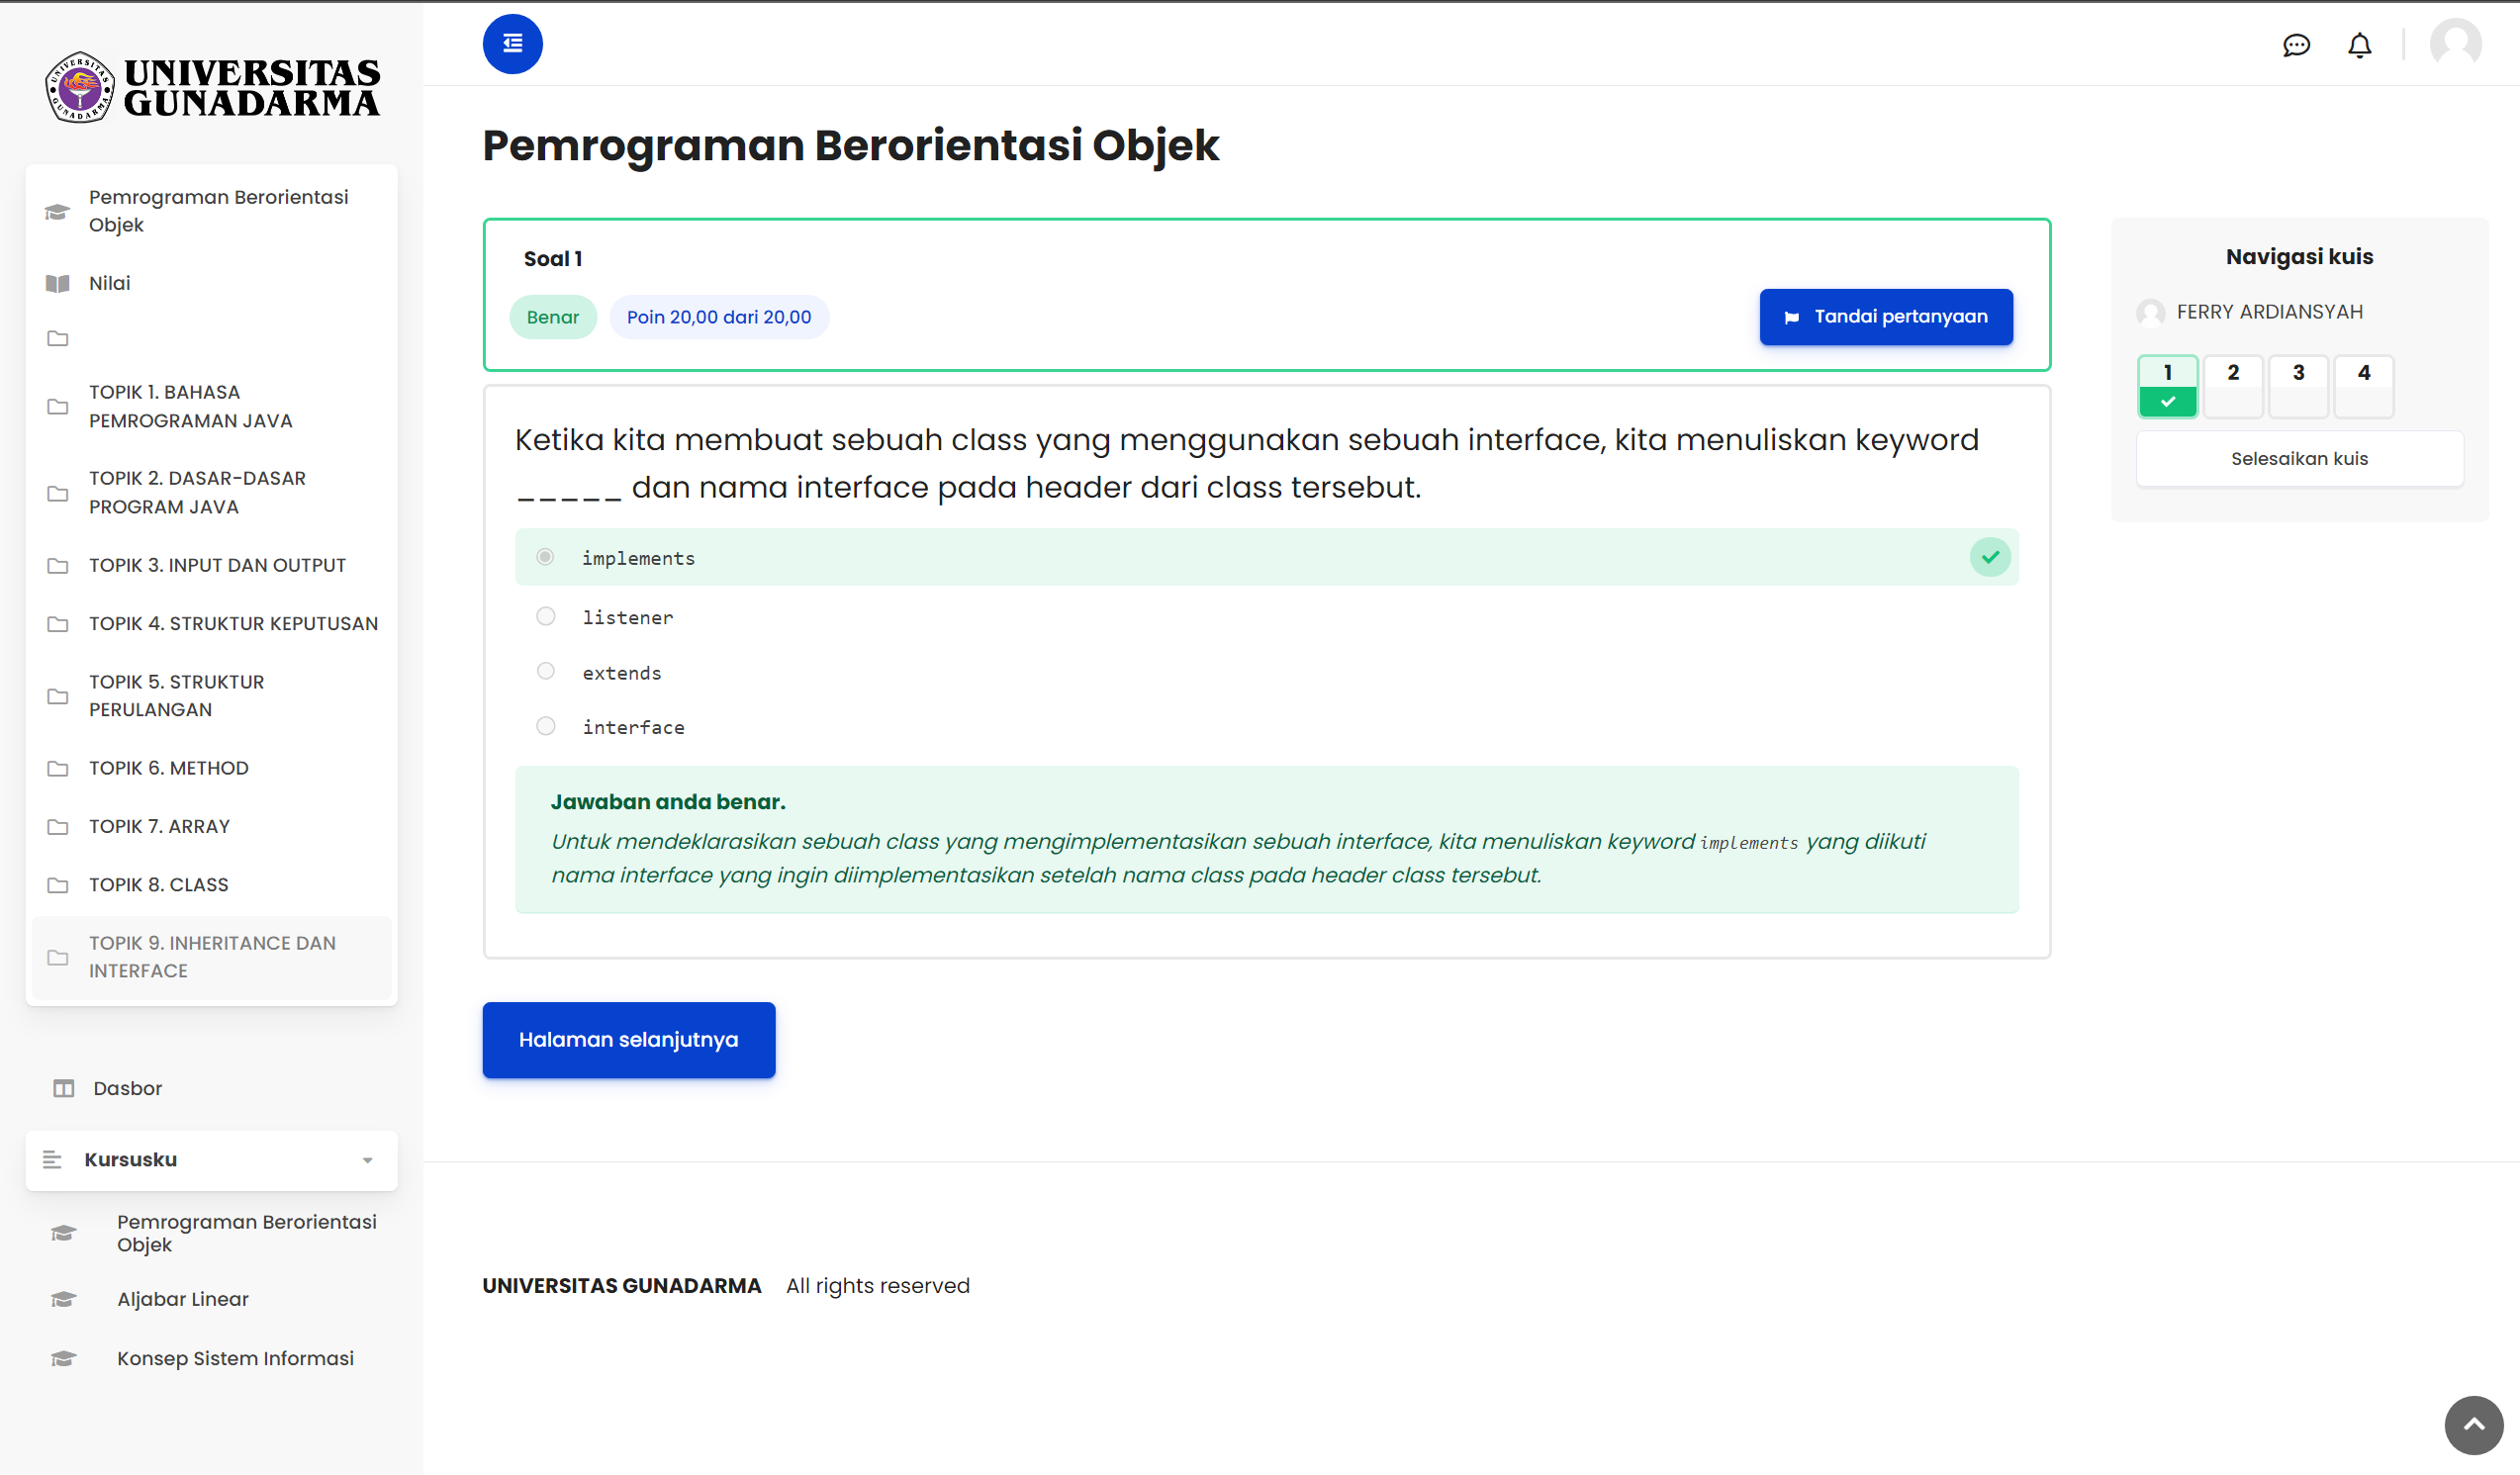 UNIVERSITAS
GUNADARMA
Pemrograman Berorientasi
Objek
Nilai
TOPIK 1. BAHASA
PEMROGRAMAN JAVA
TOPIK 2. DASAR-DASAR
PROGRAM JAVA
TOPIK 3. INPUT DAN OUTPUT
TOPIK 4. STRUKTUR KEPUTUSAN
TOPIK 5. STRUKTUR
PERULANGAN
TOPIK 6. METHOD
TOPIK 7. ARRAY
TOPIK 8. CLASS
TOPIK 9. INHERITANCE DAN
INTERFACE
Dasbor
Kursusku
Pemrograman Berorientasi
Objek
Aljabar Linear
Konsep Sistem Informasi
Pemrograman Berorientasi Objek
Soal 1
Benar
Poin 20,00 dari 20,00
Tandai pertanyaan
Ketika kita membuat sebuah class yang menggunakan sebuah interface, kita menuliskan keyword
_____ dan nama interface pada header dari class tersebut.
implements
listener
extends
interface
Jawaban anda benar.
Untuk mendeklarasikan sebuah class yang mengimplementasikan sebuah interface, kita menuliskan keyword implements yang diikuti
nama interface yang ingin diimplementasikan setelah nama class pada header class tersebut.
Halaman selanjutnya
Navigasi kuis
FERRY ARDIANSYAH
1 2 3 4
Selesaikan kuis
UNIVERSITAS GUNADARMA All rights reserved